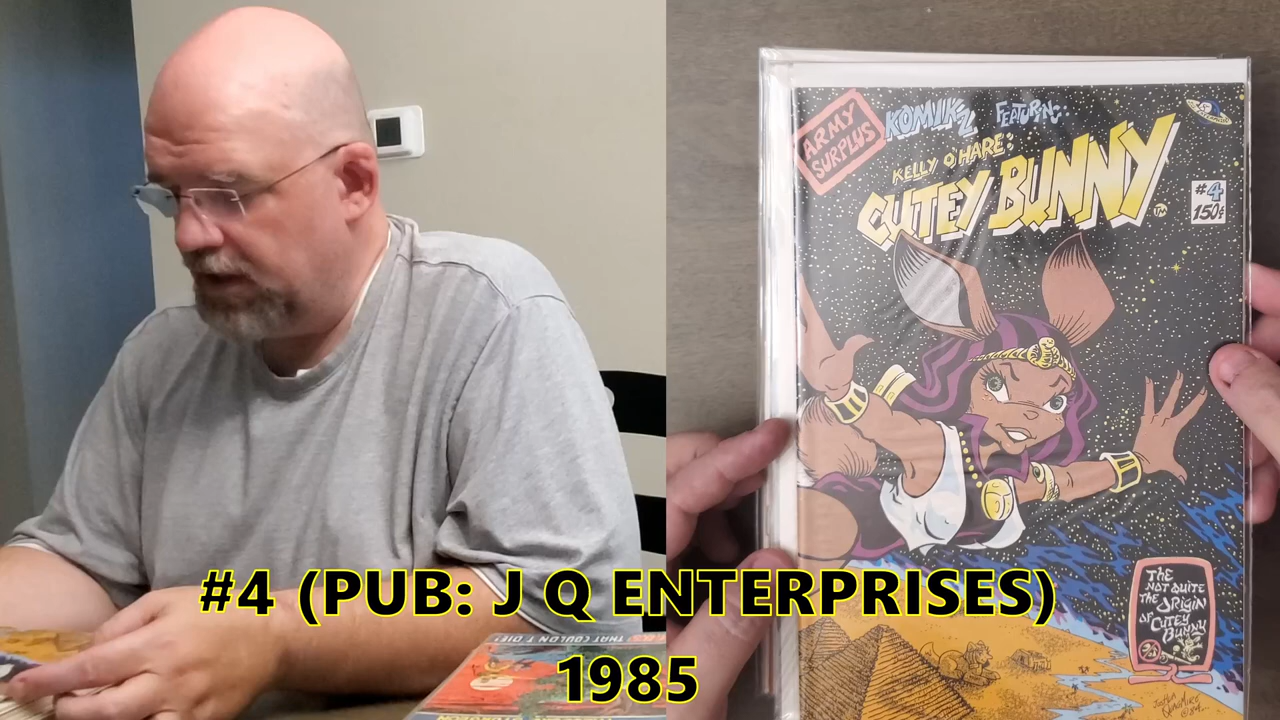 ARMY
SURPLUS
KOMIKZ FEATURING:
KELLY O'HARE:
CUTEY BUNNY
TM
#4
150¢
THE
NOT QUITE
THE ORIGIN
OF CUTEY
BUNNY
THAT COULDN'T DIE!
#4 (PUB: J Q ENTERPRISES)
1985